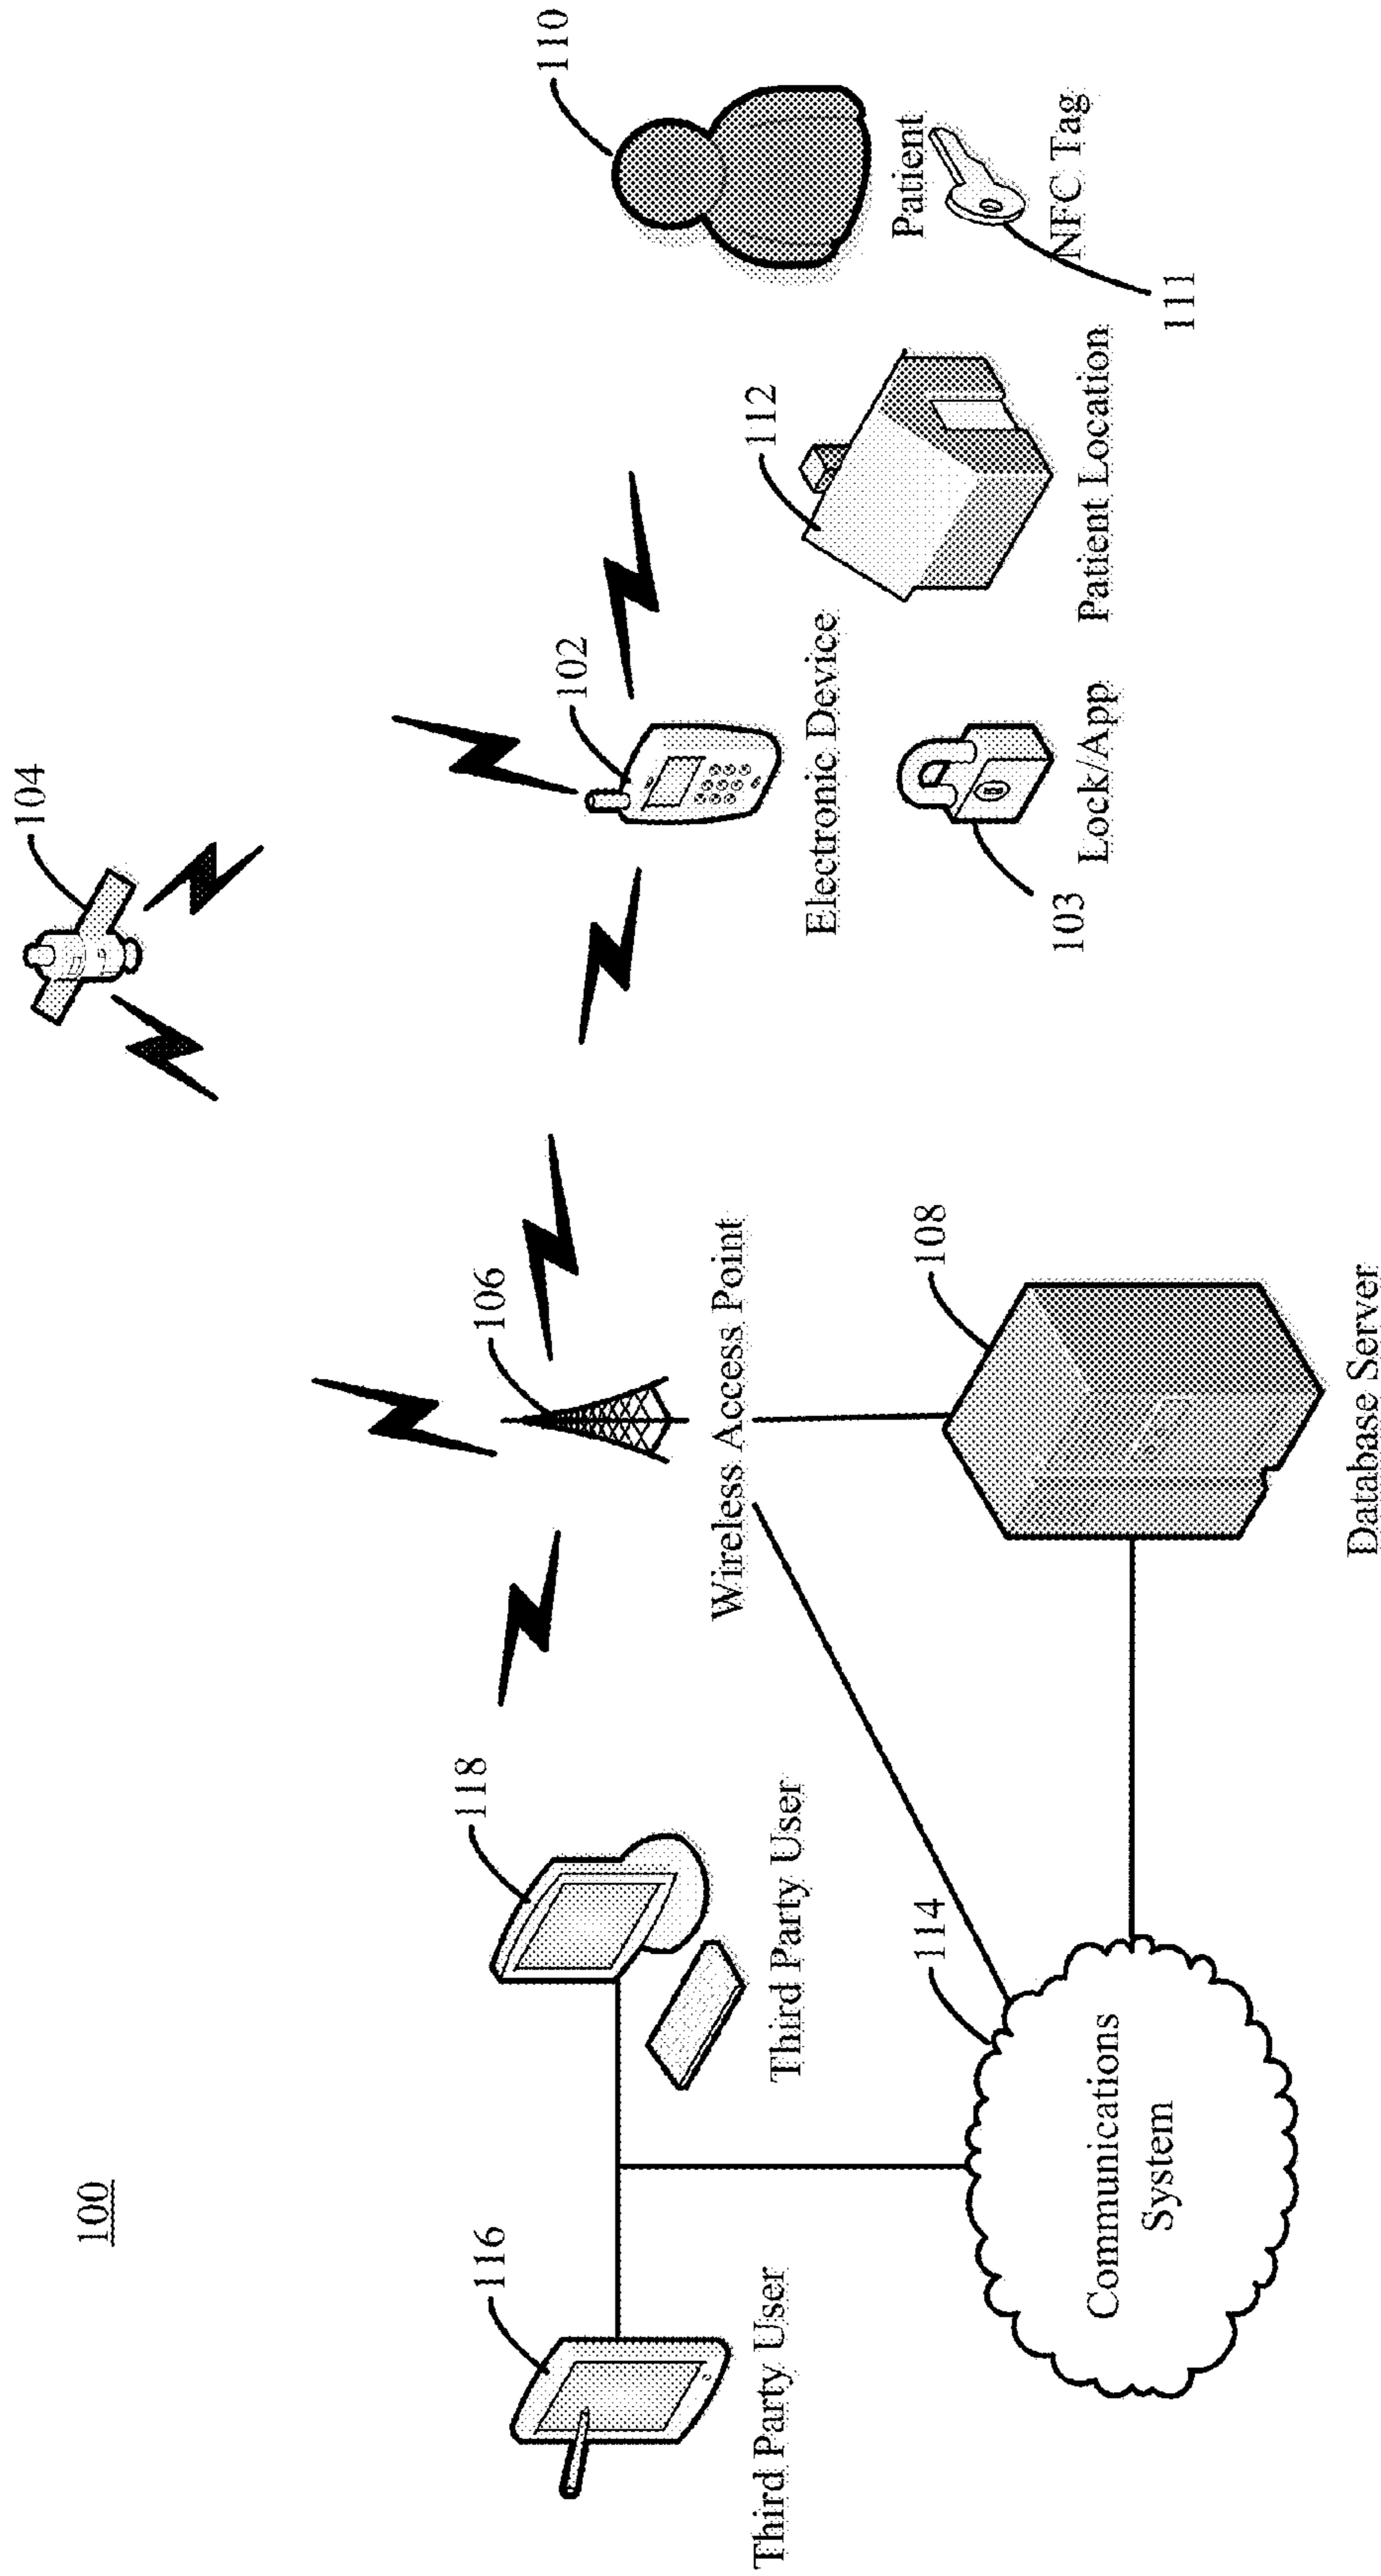 100
104
116
118
106
102
110
Third Party User
Third Party User
Wireless Access Point
Electronic Device
112
Patient
114
108
103
Lock/App
Patient Location
NFC Tag
111
Communications
System
Database Server